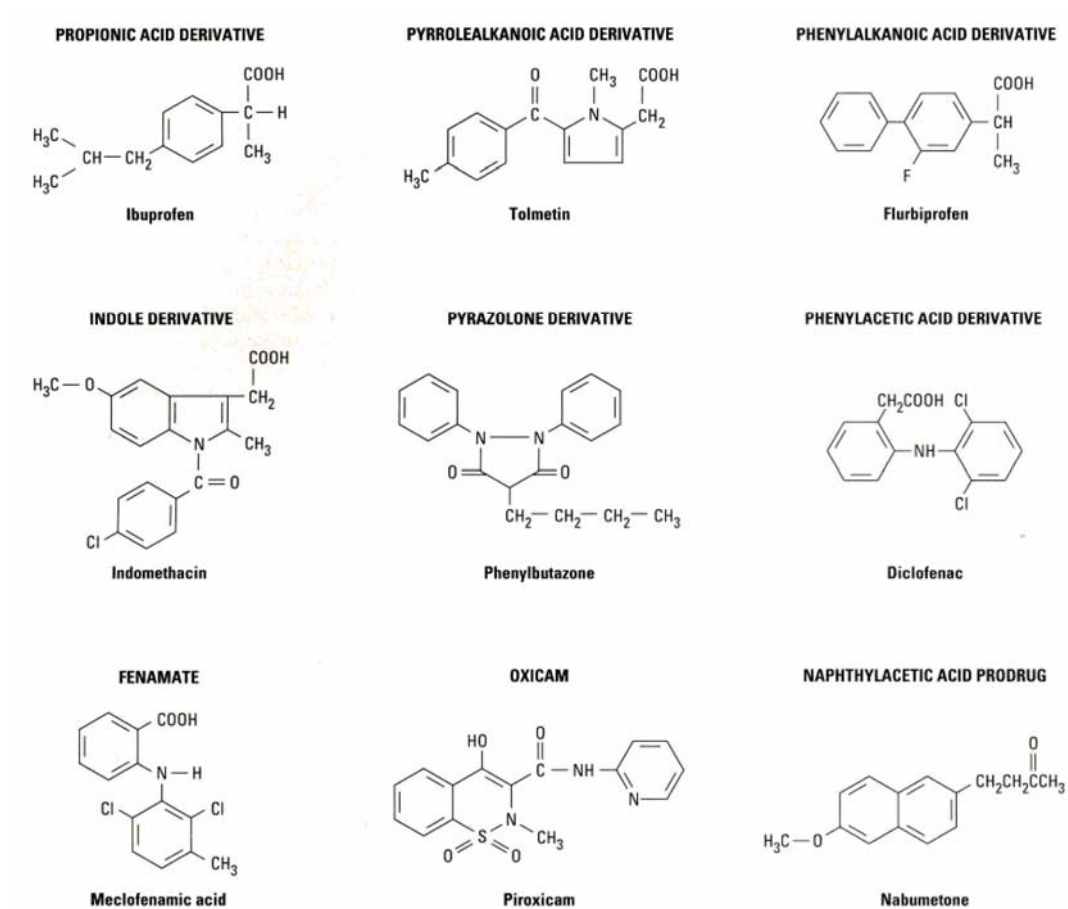 PROPIONIC ACID DERIVATIVE
COOH
H₃C
CH—CH₂
C—H
CH₃
H₃C
Ibuprofen
PYRROLEALKANOIC ACID DERIVATIVE
O
CH₃
COOH
C
N
CH₂
H₃C
Tolmetin
PHENYLALKANOIC ACID DERIVATIVE
COOH
CH
CH₃
F
Flurbiprofen
INDOLE DERIVATIVE
COOH
H₃C—O
CH₂
N
CH₃
C=O
Cl
Indomethacin
PYRAZOLONE DERIVATIVE
N
N
O
O
CH₂—CH₂—CH₂—CH₃
Phenylbutazone
PHENYLACETIC ACID DERIVATIVE
CH₂COOH
Cl
NH
Cl
Diclofenac
FENAMATE
COOH
N—H
Cl
Cl
CH₃
Meclofenamic acid
OXICAM
HO
O
C—NH
N
N
CH₃
S
O
O
Piroxicam
NAPHTHYLACETIC ACID PRODRUG
O
CH₂CH₂CCH₃
H₃C—O
Nabumetone